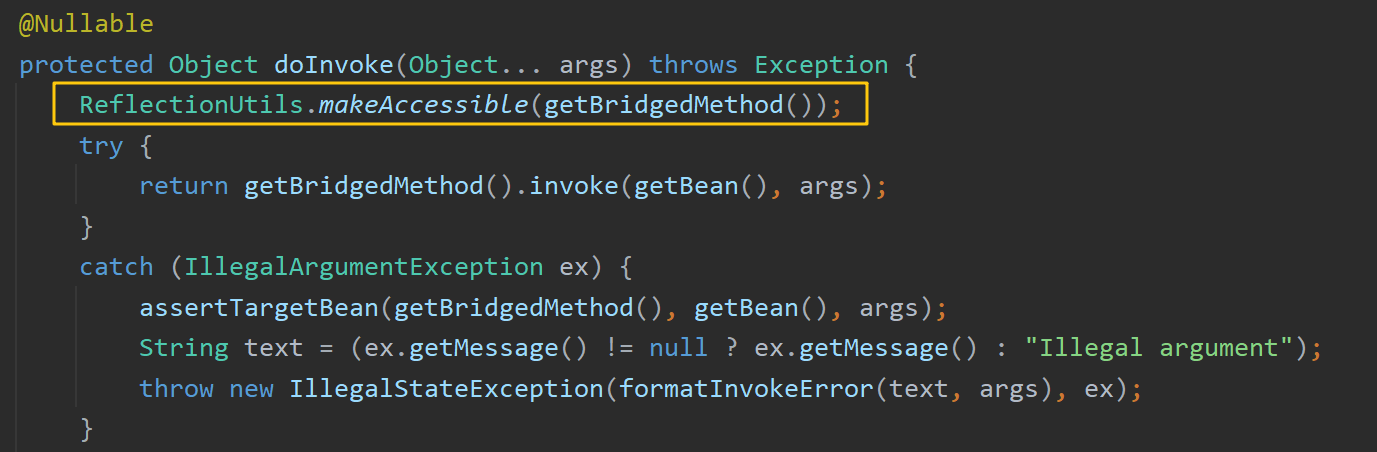 @Nullable
protected Object doInvoke(Object... args) throws Exception {
ReflectionUtils.makeAccessible(getBridgedMethod());
try {
return getBridgedMethod().invoke(getBean(), args);
}
catch (IllegalArgumentException ex) {
assertTargetBean(getBridgedMethod(), getBean(), args);
String text = (ex.getMessage() != null ? ex.getMessage() : "Illegal argument");
throw new IllegalStateException(formatInvokeError(text, args), ex);
}